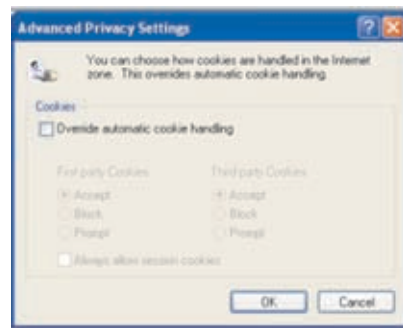 Advanced Privacy Settings
You can choose how cookies are handled in the Internet
zone. This overrides automatic cookie handling.
Cookies
Override automatic cookie handling
First party Cookies Third party Cookies
Accept Accept
Block Block
Prompt Prompt
Always allow session cookies
OK Cancel